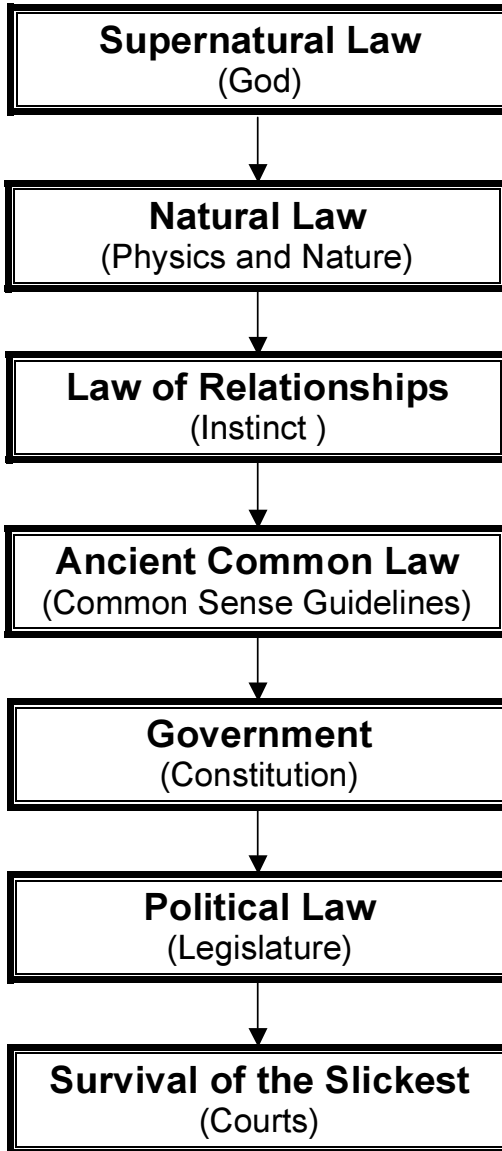 Supernatural Law
(God)
Natural Law
(Physics and Nature)
Law of Relationships
(Instinct )
Ancient Common Law
(Common Sense Guidelines)
Government
(Constitution)
Political Law
(Legislature)
Survival of the Slickest
(Courts)